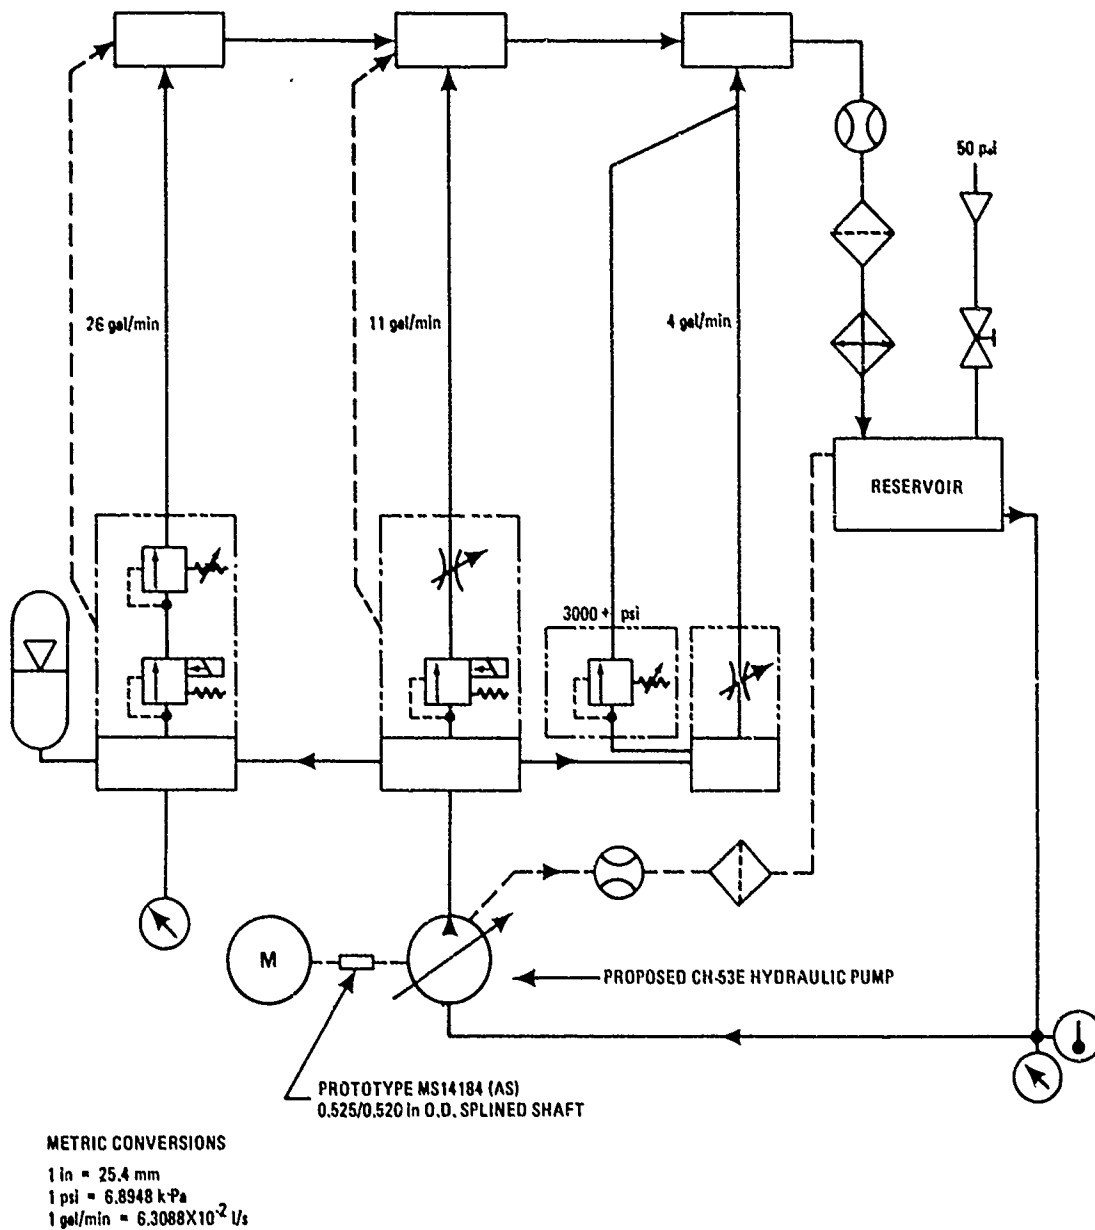 50 psi
26 gal/min
11 gal/min
4 gal/min
RESERVOIR
3000 + psi
M
PROPOSED CH-53E HYDRAULIC PUMP
PROTOTYPE MS14184 (AS)
0.525/0.520 in O.D. SPLINED SHAFT
METRIC CONVERSIONS
1 in = 25.4 mm
1 psi = 6.8948 k-Pa
1 gal/min = 6.3088X10-2 l/s